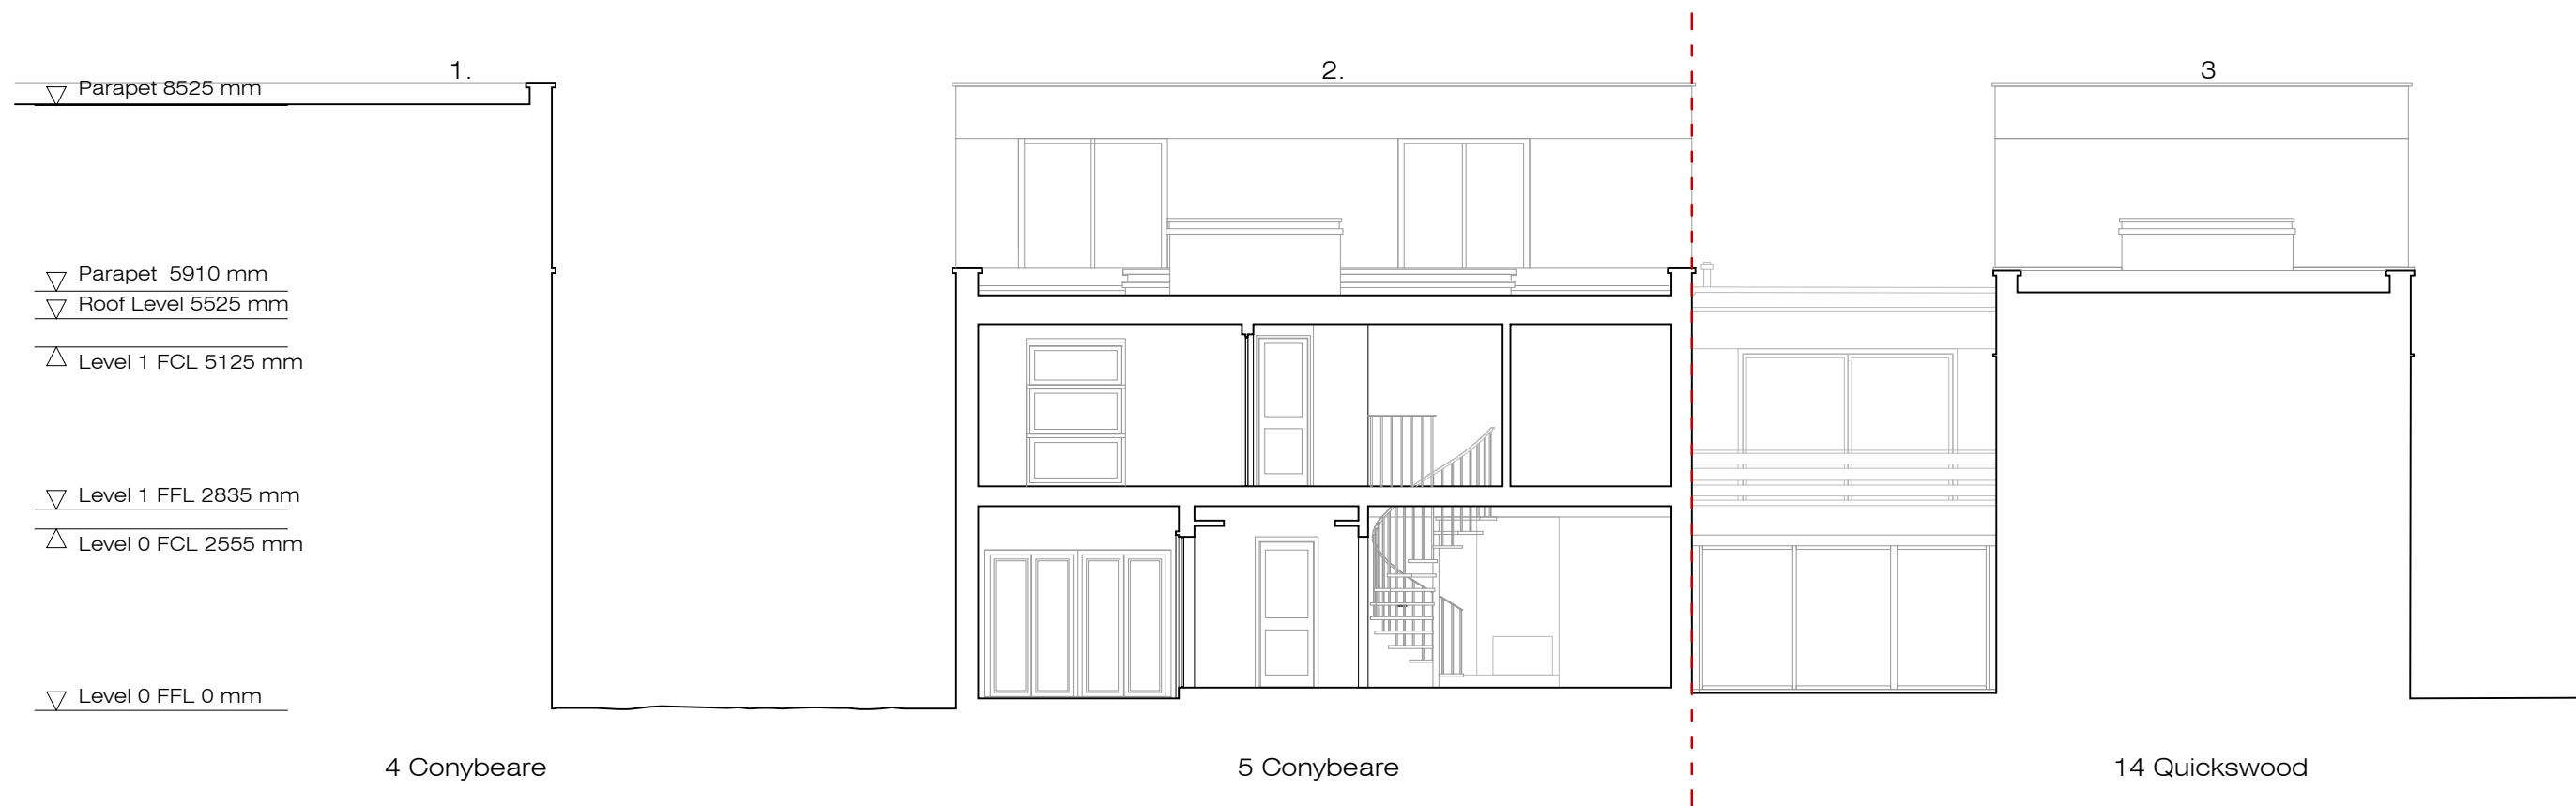 1.
2.
3
Parapet 8525 mm
Parapet 5910 mm
Roof Level 5525 mm
Level 1 FCL 5125 mm
Level 1 FFL 2835 mm
Level 0 FCL 2555 mm
Level 0 FFL 0 mm
4 Conybeare
5 Conybeare
14 Quickswood